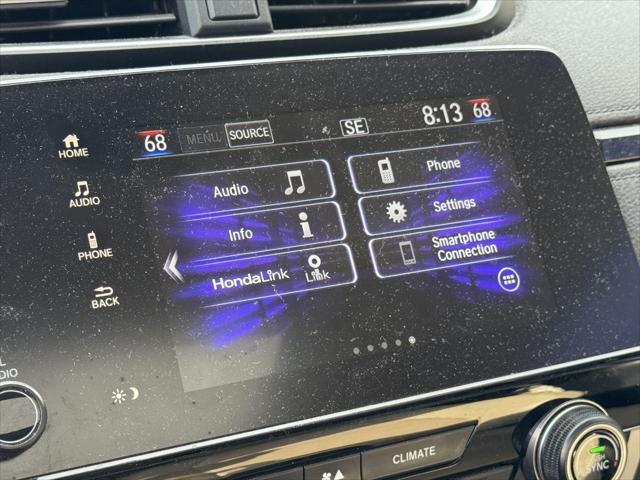 68 MENU SOURCE SE 8:13 68
HOME
AUDIO
PHONE
BACK
Audio
Info
HondaLink Link
Phone
Settings
Smartphone
Connection
CLIMATE
SYNC